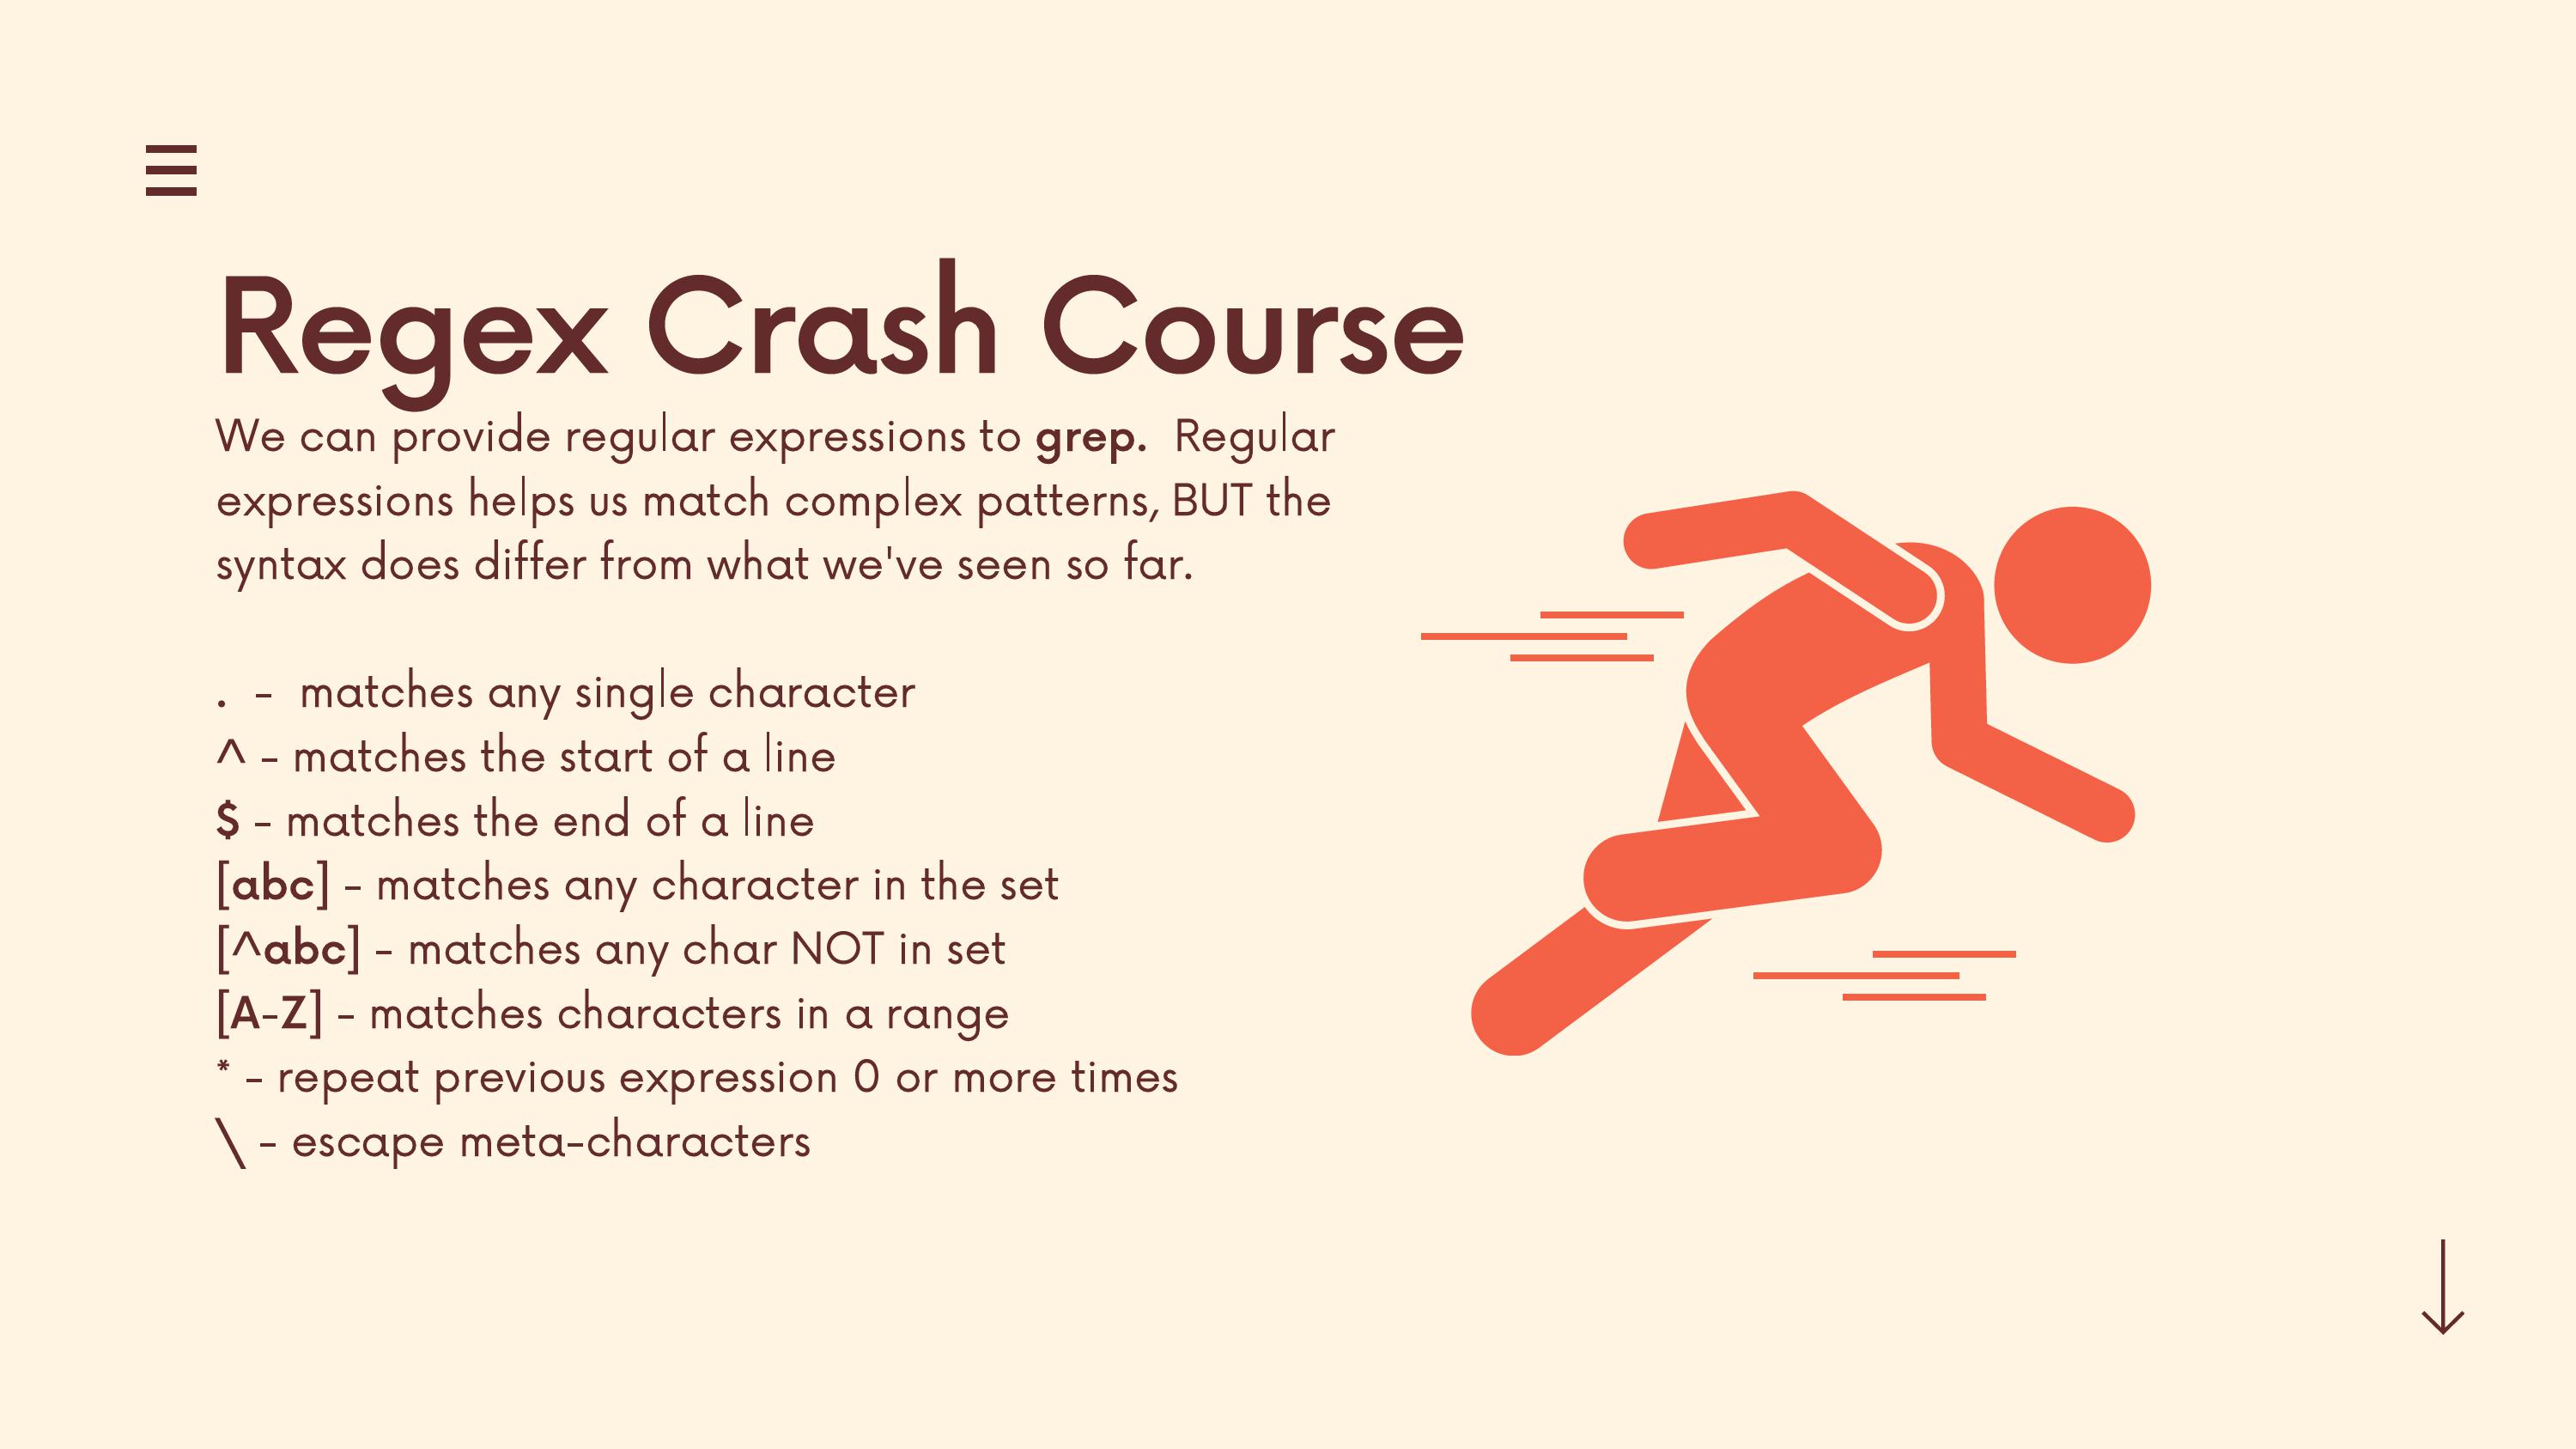 Regex Crash Course
We can provide regular expressions to grep.  Regular
expressions helps us match complex patterns, BUT the
syntax does differ from what we've seen so far.
.  -  matches any single character
^ - matches the start of a line
$ - matches the end of a line
[abc] - matches any character in the set
[^abc] - matches any char NOT in set
[A-Z] - matches characters in a range
* - repeat previous expression 0 or more times
\ - escape meta-characters